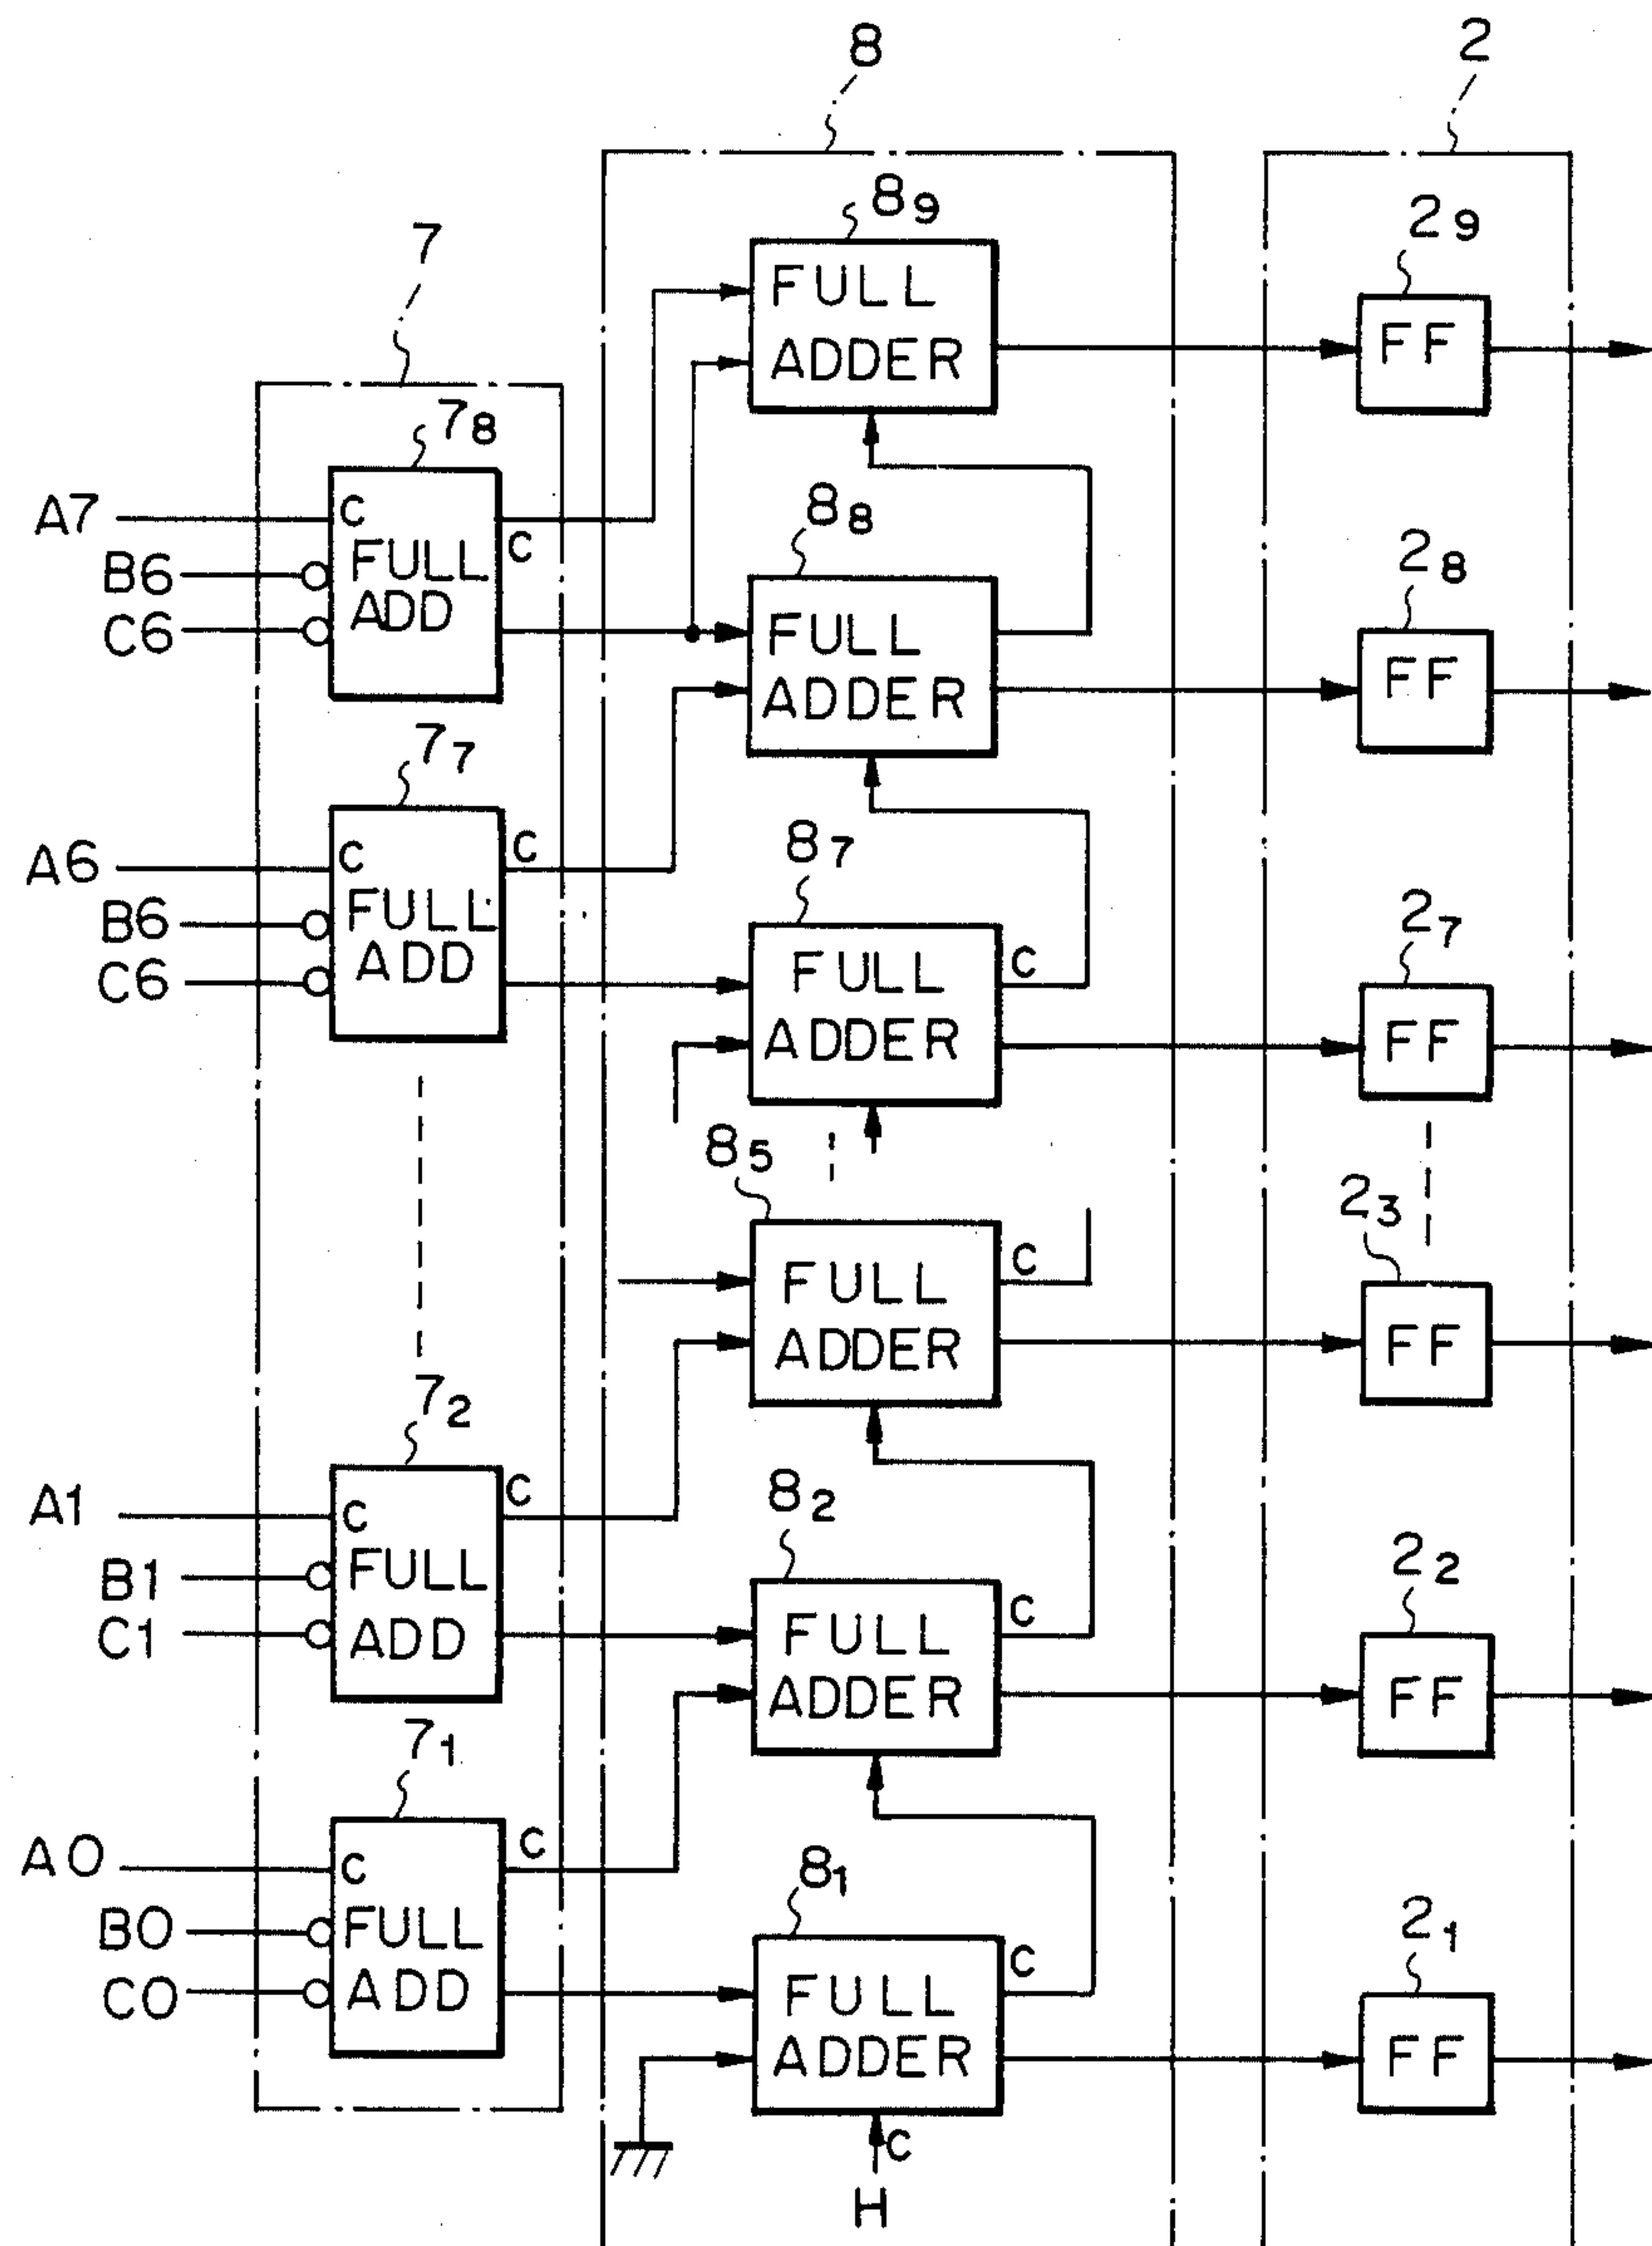 8
2
8₉
2₉
7
FULL
ADDER
FF
7₈
A7
C
C
B6
FULL
C6
ADD
8₈
2₈
FULL
ADDER
FF
7₇
A6
C
C
B6
FULL
C6
ADD
8₇
2₇
C
FULL
ADDER
FF
8₅
2₃
C
FULL
ADDER
FF
7₂
A1
C
C
B1
FULL
C1
ADD
8₂
2₂
C
FULL
ADDER
FF
7₁
A0
C
C
B0
FULL
C0
ADD
8₁
2₁
C
FULL
ADDER
FF
C
H